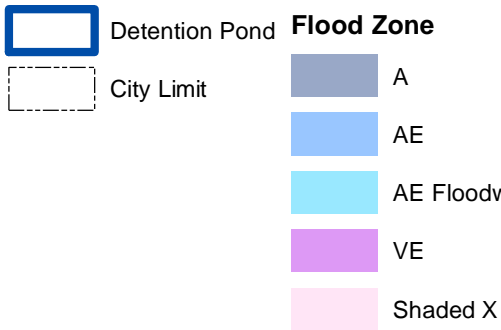 Detention Pond
City Limit
Flood Zone
A
AE
AE Floodw
VE
Shaded X